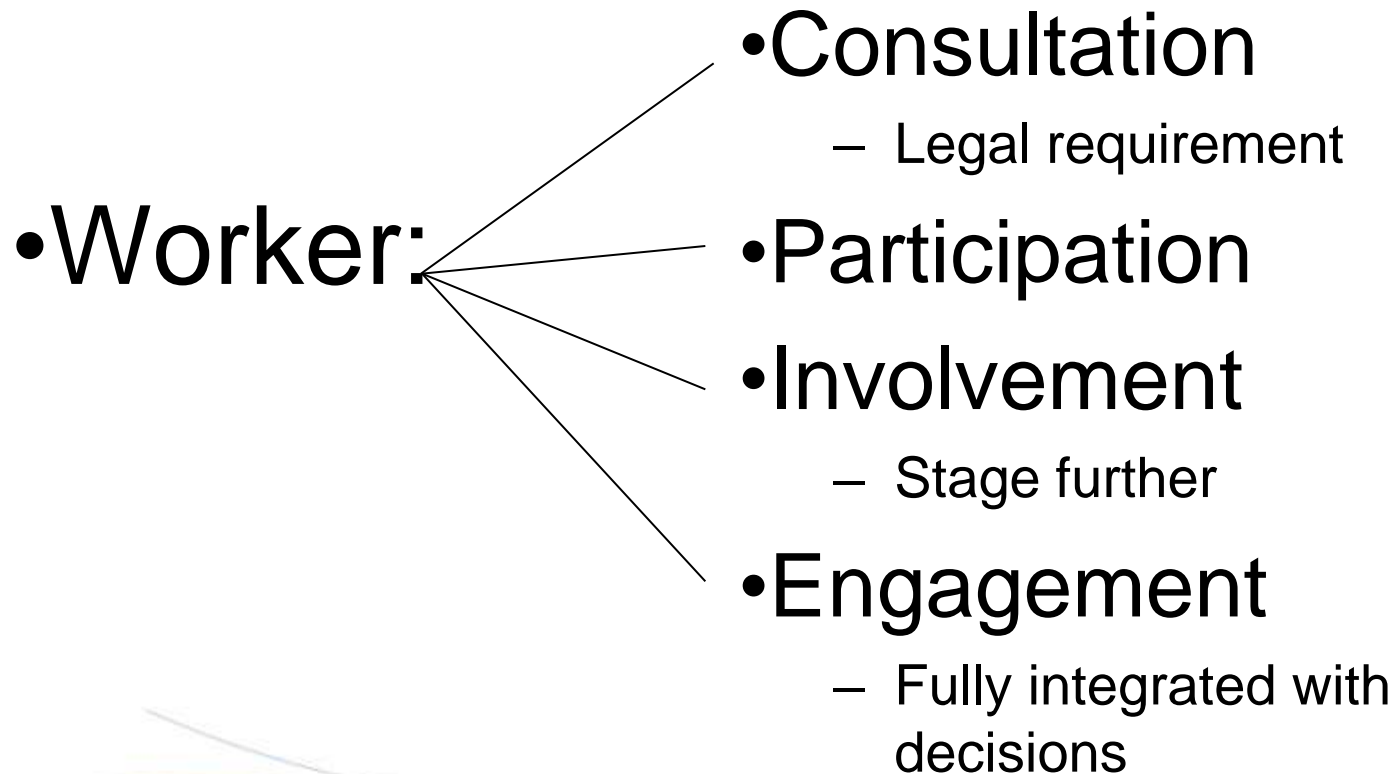 •Worker:
•Consultation
– Legal requirement
•Participation
•Involvement
– Stage further
•Engagement
– Fully integrated with
decisions